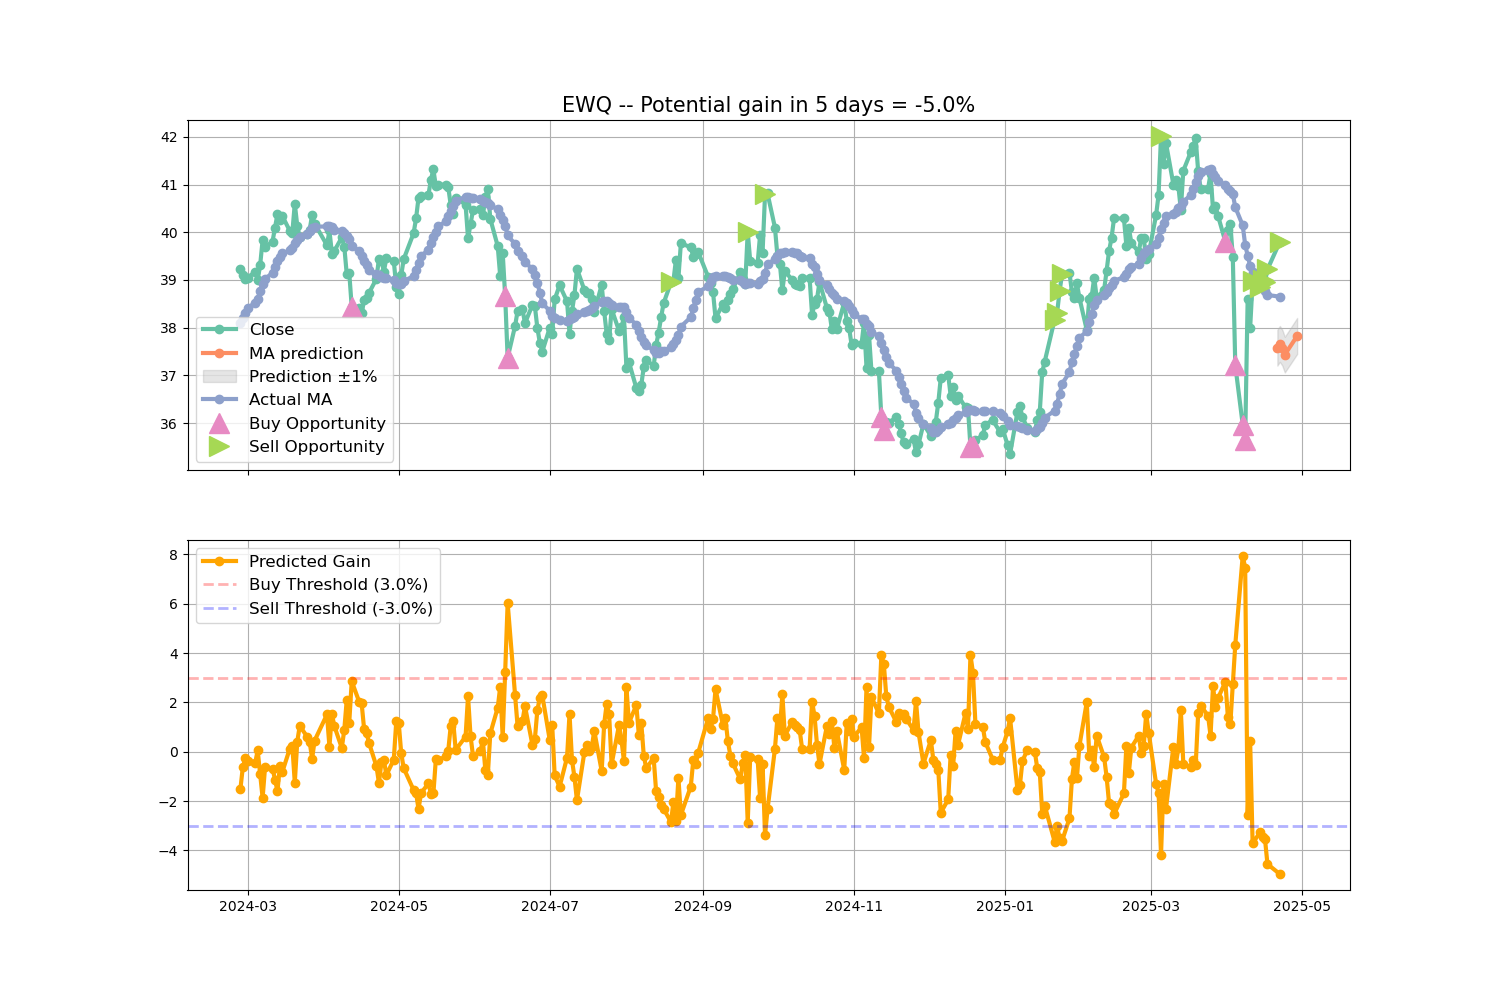 EWQ -- Potential gain in 5 days = -5.0%
42
41
40
39
38
37
36
Close
MA prediction
Prediction ±1%
Actual MA
Buy Opportunity
Sell Opportunity
8
6
4
2
0
−2
−4
Predicted Gain
Buy Threshold (3.0%)
Sell Threshold (-3.0%)
2024-03 2024-05 2024-07 2024-09 2024-11 2025-01 2025-03 2025-05